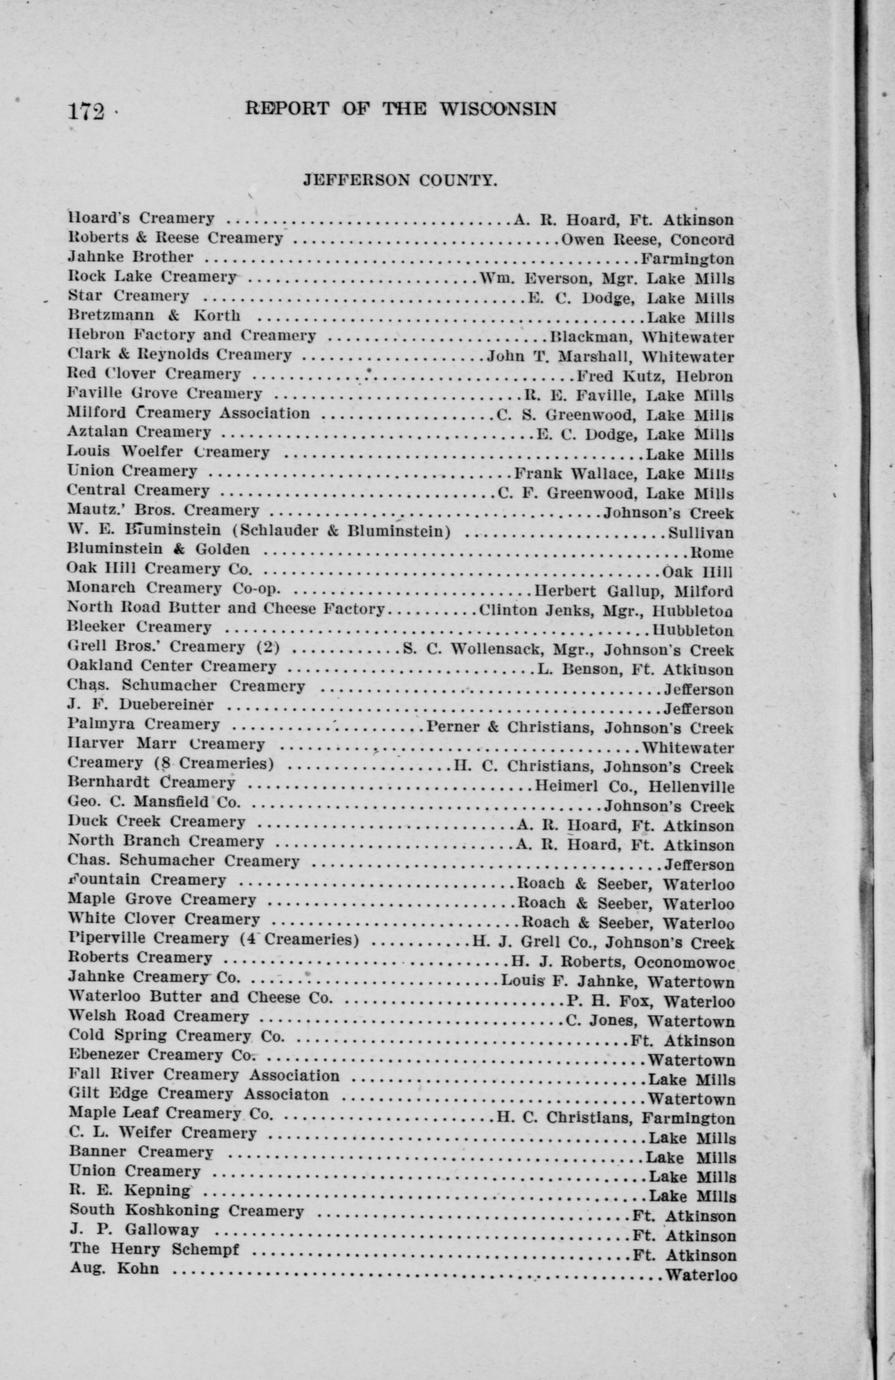 172
REPORT OF THE WISCONSIN
JEFFERSON COUNTY.
Hoard's Creamery ...............................A. R. Hoard, Ft. Atkinson
Roberts & Reese Creamery .............................Owen Reese, Concord
Jahnke Brother ...............................................Farmington
Rock Lake Creamery .........................Wm. Everson, Mgr. Lake Mills
Star Creamery ...................................E. C. Dodge, Lake Mills
Bretzmann & Korth ..........................................Lake Mills
Hebron Factory and Creamery ........................Blackman, Whitewater
Clark & Reynolds Creamery ....................John T. Marshall, Whitewater
Red Clover Creamery ...................................Fred Kutz, Hebron
Faville Grove Creamery ...........................R. E. Faville, Lake Mills
Milford Creamery Association ...................C. S. Greenwood, Lake Mills
Aztalan Creamery ..................................E. C. Dodge, Lake Mills
Louis Woelfer Creamery .......................................Lake Mills
Union Creamery .................................Frank Wallace, Lake Mills
Central Creamery ..............................C. F. Greenwood, Lake Mills
Mautz.' Bros. Creamery ....................................Johnson's Creek
W. E. Bluminstein (Schlauder & Bluminstein) ......................Sullivan
Bluminstein & Golden ..............................................Rome
Oak Hill Creamery Co. ...........................................Oak Hill
Monarch Creamery Co-op. ..........................Herbert Gallup, Milford
North Road Butter and Cheese Factory..........Clinton Jenks, Mgr., Hubbleton
Bleeker Creamery ..............................................Hubbleton
Grell Bros.' Creamery (2) ............S. C. Wollensack, Mgr., Johnson's Creek
Oakland Center Creamery ...........................L. Benson, Ft. Atkinson
Chas. Schumacher Creamery .....................................Jefferson
J. F. Duebereiner ...............................................Jefferson
Palmyra Creamery .....................Perner & Christians, Johnson's Creek
Harver Marr Creamery .......................................Whitewater
Creamery (8 Creameries) ..................H. C. Christians, Johnson's Creek
Bernhardt Creamery ...............................Heimerl Co., Hellenville
Geo. C. Mansfield Co. ......................................Johnson's Creek
Duck Creek Creamery ............................A. R. Hoard, Ft. Atkinson
North Branch Creamery ..........................A. R. Hoard, Ft. Atkinson
Chas. Schumacher Creamery ......................................Jefferson
Fountain Creamery ..............................Roach & Seeber, Waterloo
Maple Grove Creamery ...........................Roach & Seeber, Waterloo
White Clover Creamery ...........................Roach & Seeber, Waterloo
Piperville Creamery (4 Creameries) ...........H. J. Grell Co., Johnson's Creek
Roberts Creamery ...............................H. J. Roberts, Oconomowoc
Jahnke Creamery Co. ...........................Louis F. Jahnke, Watertown
Waterloo Butter and Cheese Co. ........................P. H. Fox, Waterloo
Welsh Road Creamery .................................C. Jones, Watertown
Cold Spring Creamery Co. ....................................Ft. Atkinson
Ebenezer Creamery Co. .........................................Watertown
Fall River Creamery Association ................................Lake Mills
Gilt Edge Creamery Associaton .................................Watertown
Maple Leaf Creamery Co. .......................H. C. Christians, Farmington
C. L. Weifer Creamery .........................................Lake Mills
Banner Creamery .............................................Lake Mills
Union Creamery ...............................................Lake Mills
R. E. Kepning ................................................Lake Mills
South Koshkoning Creamery ..................................Ft. Atkinson
J. P. Galloway .............................................Ft. Atkinson
The Henry Schempf .........................................Ft. Atkinson
Aug. Kohn .....................................................Waterloo